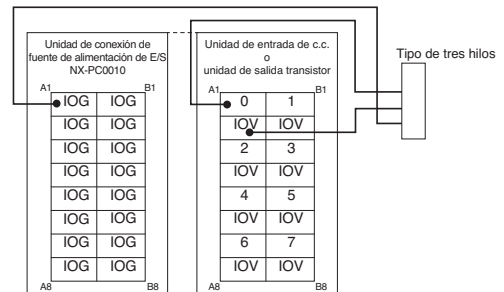 Unidad de conexión de
fuente de alimentación de E/S
NX-PC0010
A1 B1
IOG IOG
IOG IOG
IOG IOG
IOG IOG
IOG IOG
IOG IOG
IOG IOG
IOG IOG
A8 B8
Unidad de entrada de c.c.
o
unidad de salida transistor
A1 B1
0 1
IOV IOV
2 3
IOV IOV
4 5
IOV IOV
6 7
IOV IOV
A8 B8
Tipo de tres hilos